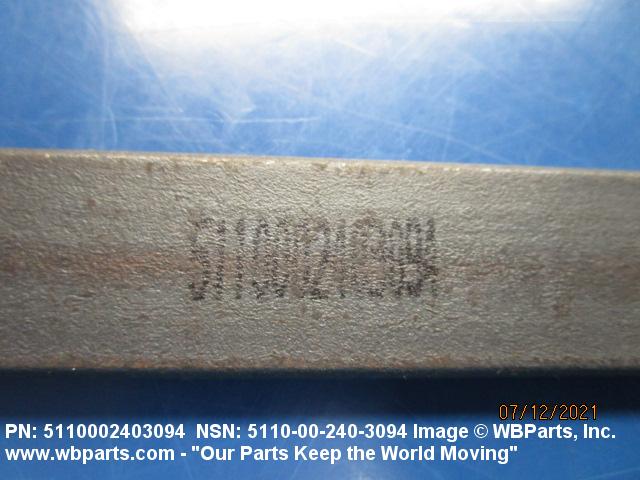 5110002403094
07/12/2021
PN: 5110002403094 NSN: 5110-00-240-3094 Image © WBParts, Inc.
www.wbparts.com - "Our Parts Keep the World Moving"